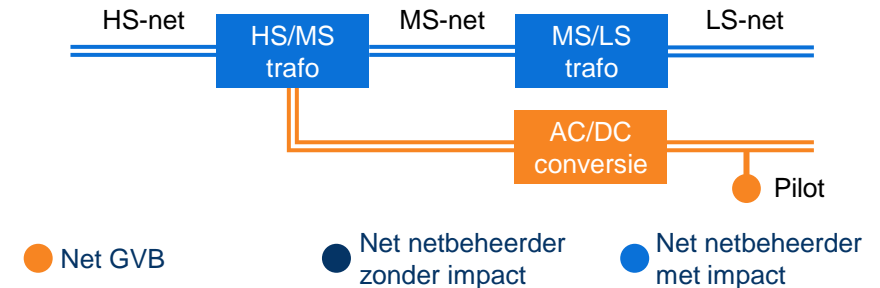 HS-net
MS-net
LS-net
HS/MS
trafo
MS/LS
trafo
AC/DC
conversie
Pilot
Net GVB
Net netbeheerder
zonder impact
Net netbeheerder
met impact